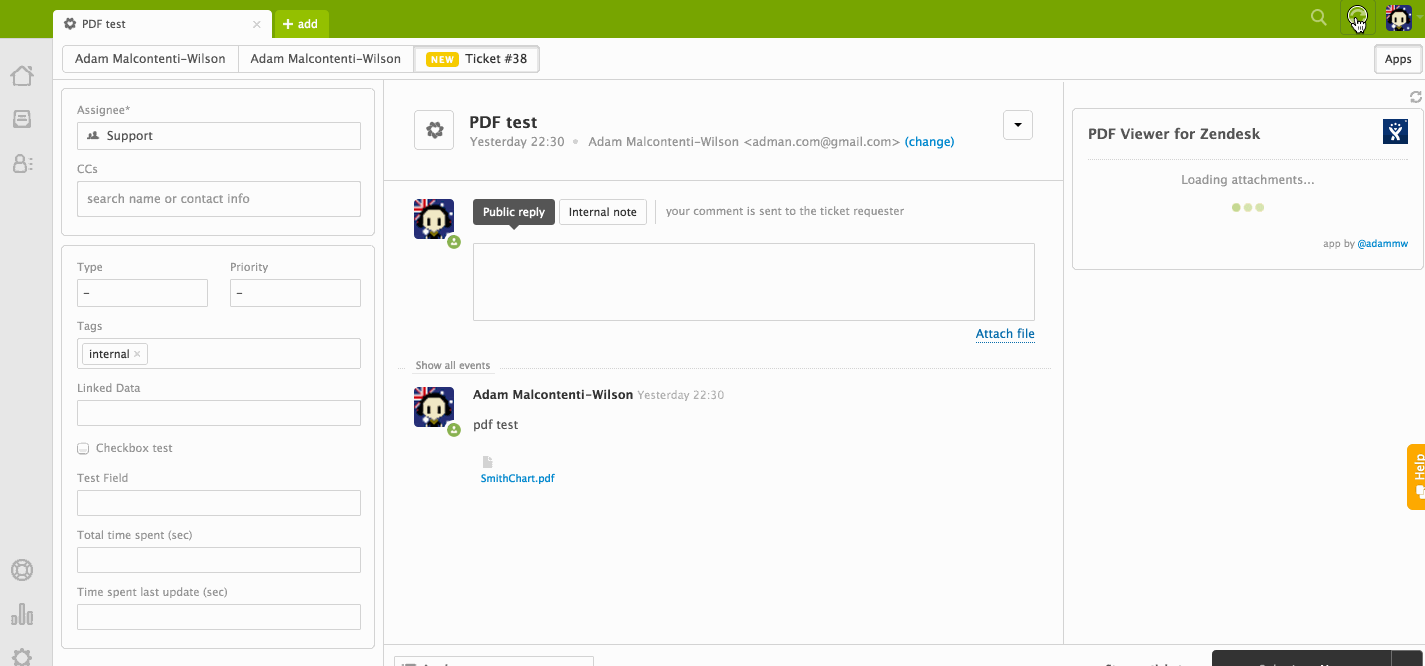 PDF test
+ add
Adam Malcontenti-Wilson
Adam Malcontenti-Wilson
NEW Ticket #38
Apps
Assignee*
Support
CCs
search name or contact info
Type
Priority
-
-
Tags
internal ×
Linked Data
Checkbox test
Test Field
Total time spent (sec)
Time spent last update (sec)
PDF test
Yesterday 22:30 • Adam Malcontenti-Wilson <adman.com@gmail.com> (change)
Public reply
Internal note
your comment is sent to the ticket requester
Attach file
Show all events
Adam Malcontenti-Wilson Yesterday 22:30
pdf test
SmithChart.pdf
PDF Viewer for Zendesk
Loading attachments...
app by @adammw
Help